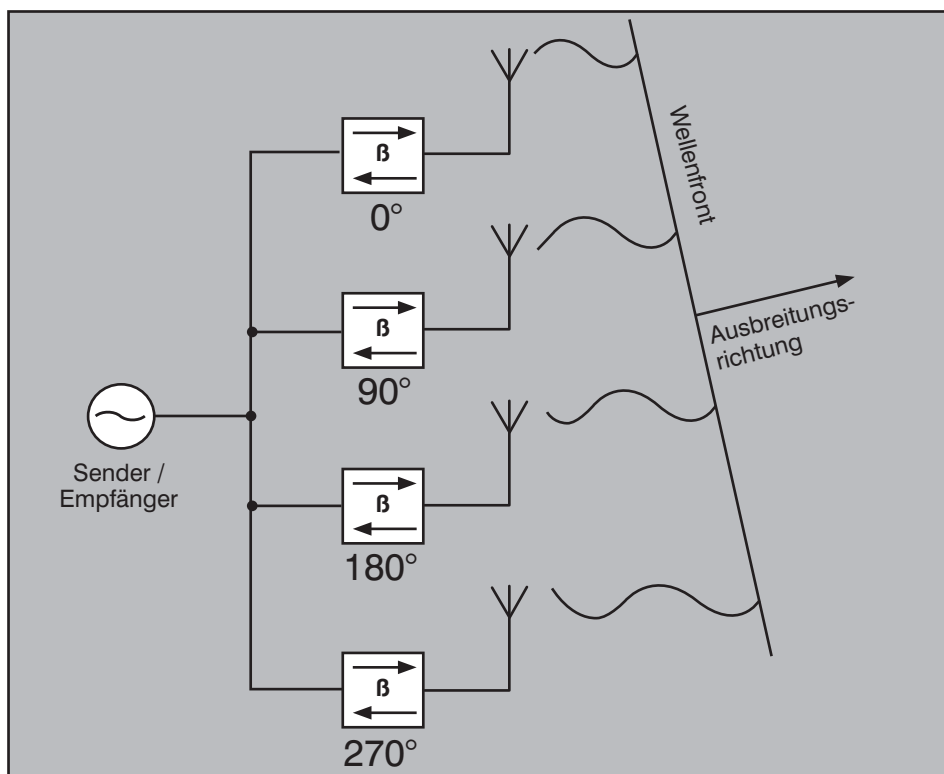 ß
0°
Wellenfront
ß
90°
Ausbreitungs-
richtung
Sender /
Empfänger
ß
180°
ß
270°